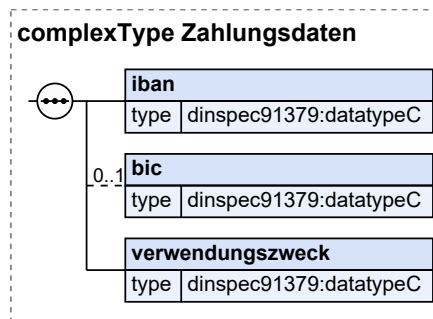 complexType Zahlungsdaten
iban
type dinspec91379:datatypeC
0..1 bic
type dinspec91379:datatypeC
verwendungszweck
type dinspec91379:datatypeC